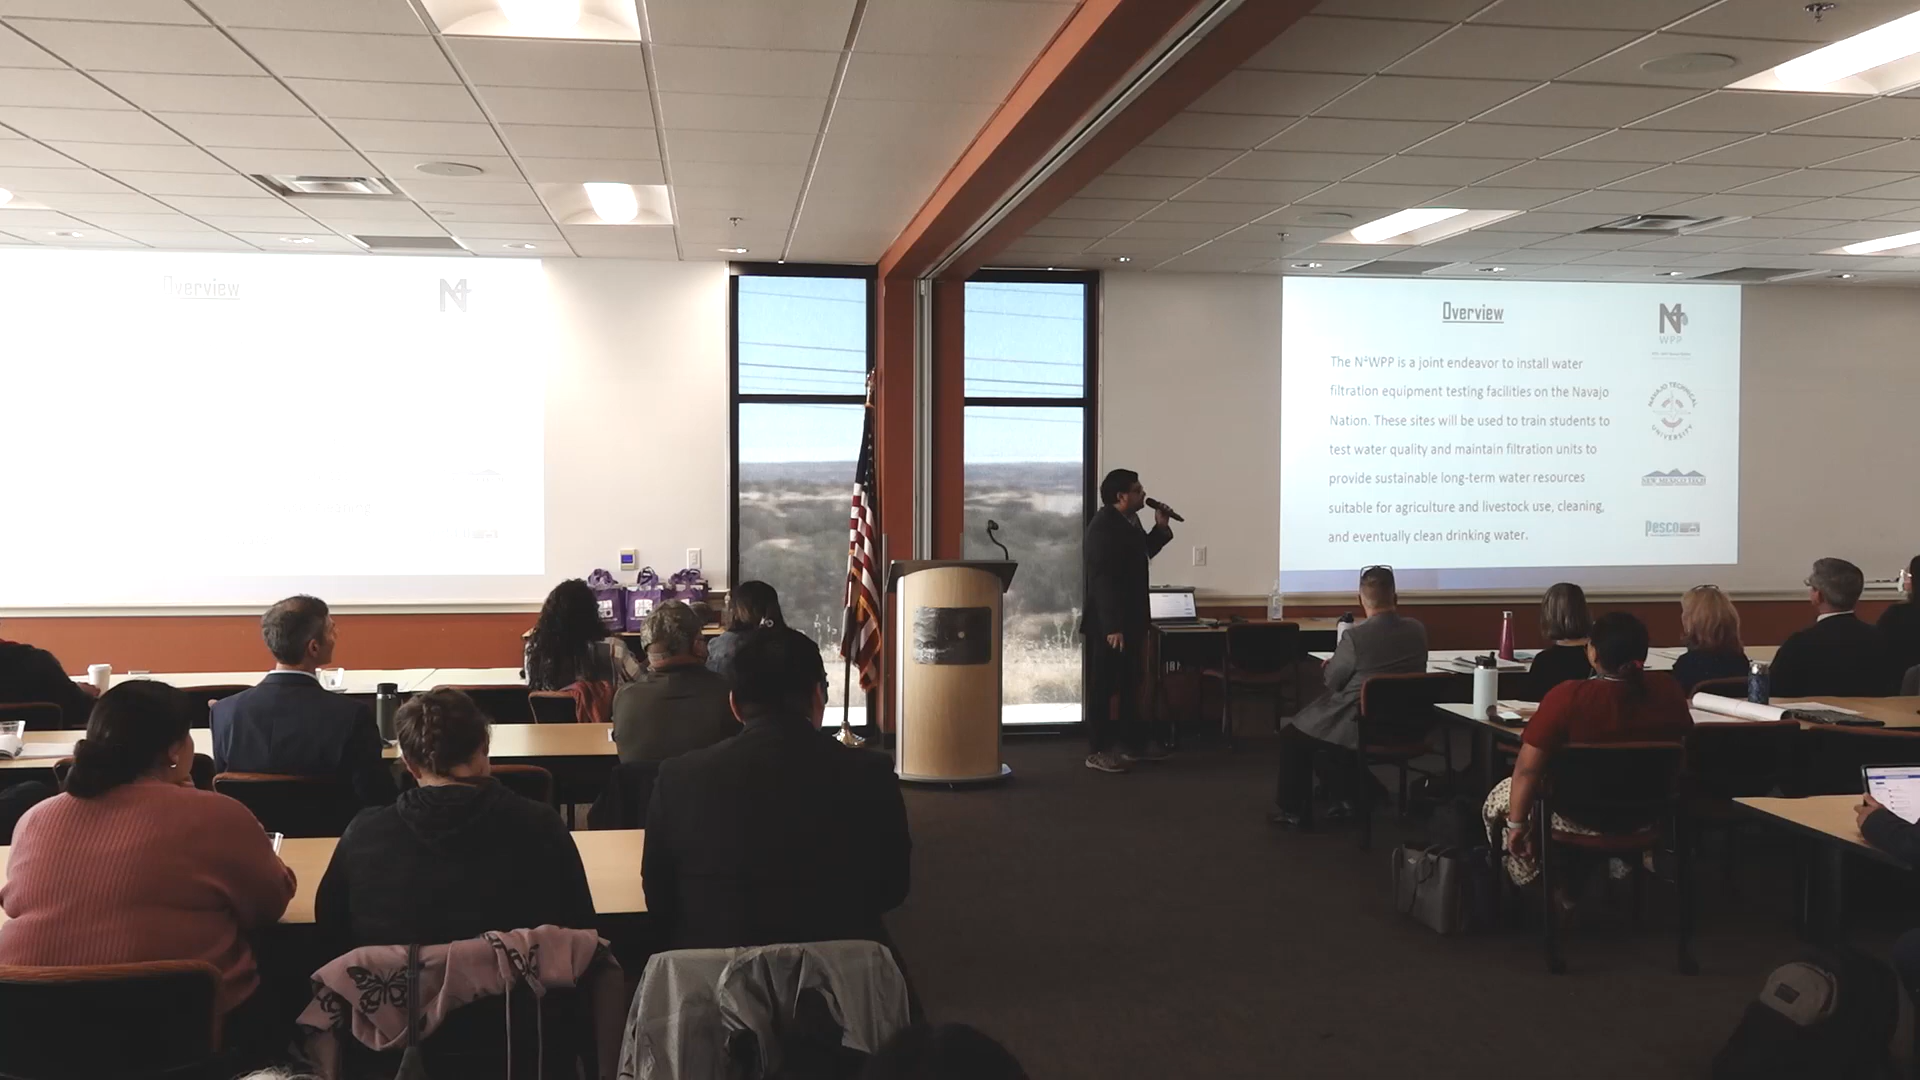 Overview
N4
Overview
The N⁴WPP is a joint endeavor to install water
filtration equipment testing facilities on the Navajo
Nation. These sites will be used to train students to
test water quality and maintain filtration units to
provide sustainable long-term water resources
suitable for agriculture and livestock use, cleaning,
and eventually clean drinking water.
N4
WPP
NAVAJO TECHNICAL
UNIVERSITY
NEW MEXICO TECH
Pesco